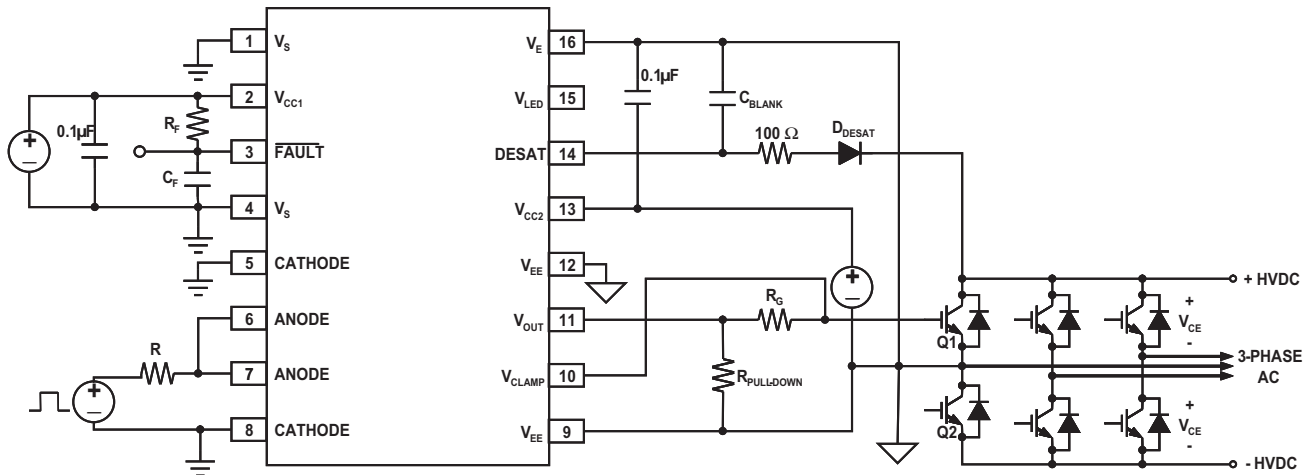 1 V_S
2 V_CC1
3 FAULT
4 V_S
5 CATHODE
6 ANODE
7 ANODE
8 CATHODE
V_E 16
V_LED 15
DESAT 14
V_CC2 13
V_EE 12
V_OUT 11
V_CLAMP 10
V_EE 9
0.1µF
R_F
C_F
+
—
R
+
—
0.1µF
C_BLANK
100 Ω
D_DESAT
+
—
R_G
R_PULL-DOWN
Q1
Q2
+ HVDC
+
V_CE
-
3-PHASE
AC
+
V_CE
-
- HVDC